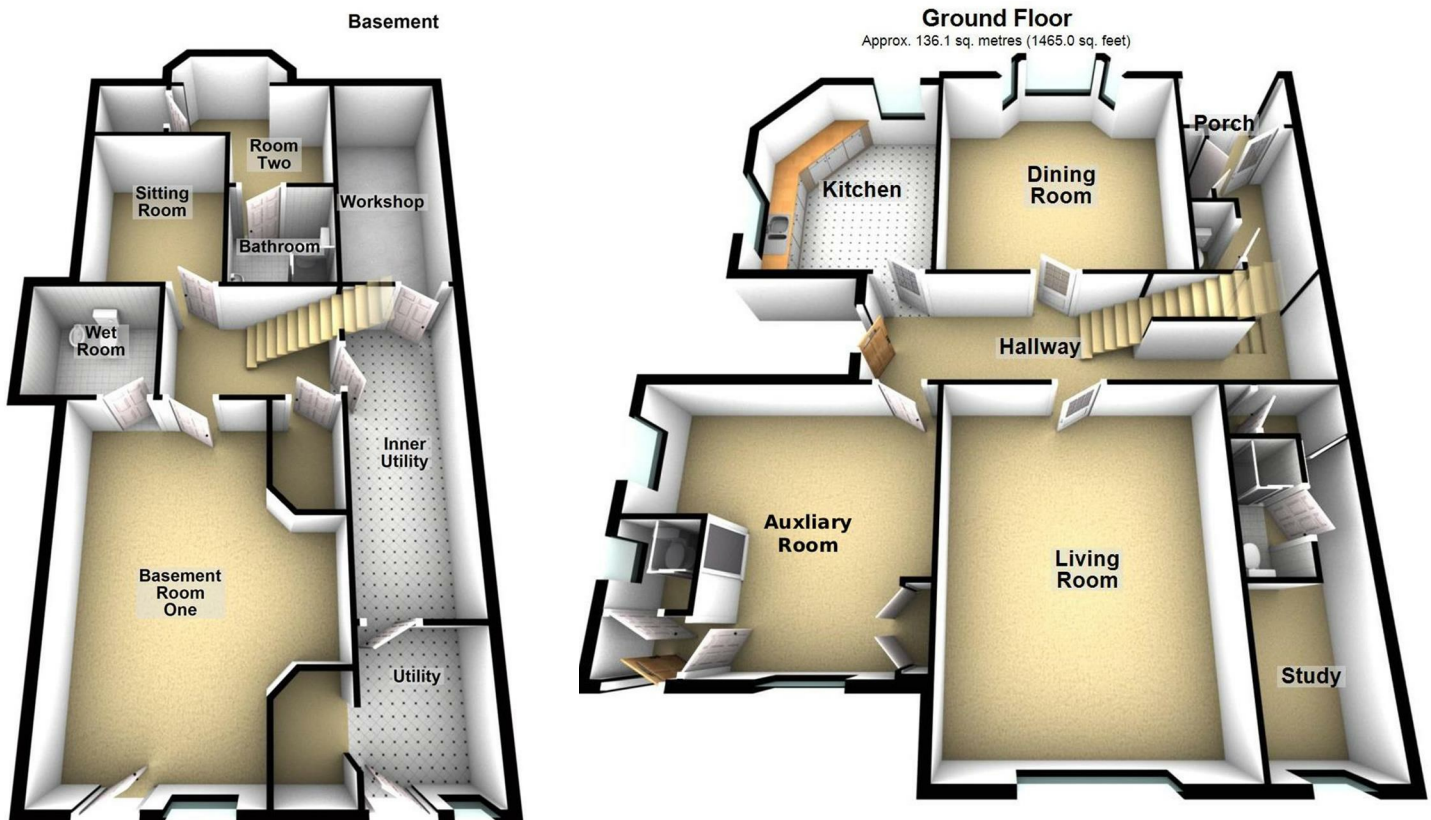 Basement
Room
Two
Sitting
Room
Workshop
Bathroom
Wet
Room
Inner
Utility
Basement
Room
One
Utility
Ground Floor
Approx. 136.1 sq. metres (1465.0 sq. feet)
Porch
Kitchen
Dining
Room
Hallway
Auxliary
Room
Living
Room
Study